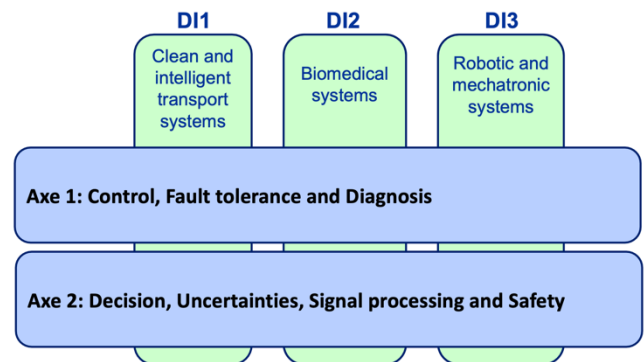 DI1
DI2
DI3
Clean and
intelligent
transport
systems
Biomedical
systems
Robotic and
mechatronic
systems
Axe 1: Control, Fault tolerance and Diagnosis
Axe 2: Decision, Uncertainties, Signal processing and Safety